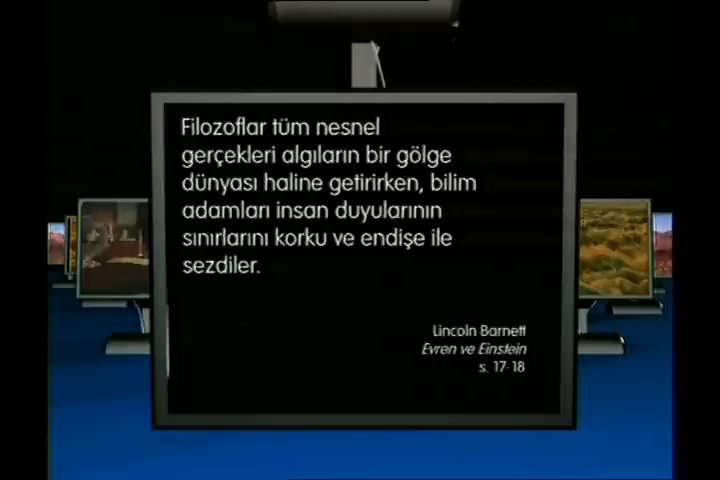 Filozoflar tüm nesnel
gerçekleri algıların bir gölge
dünyası haline getirirken, bilim
adamları insan duyularının
sınırlarını korku ve endişe ile
sezdiler.
Lincoln Barnett
Evren ve Einstein
s. 17-18